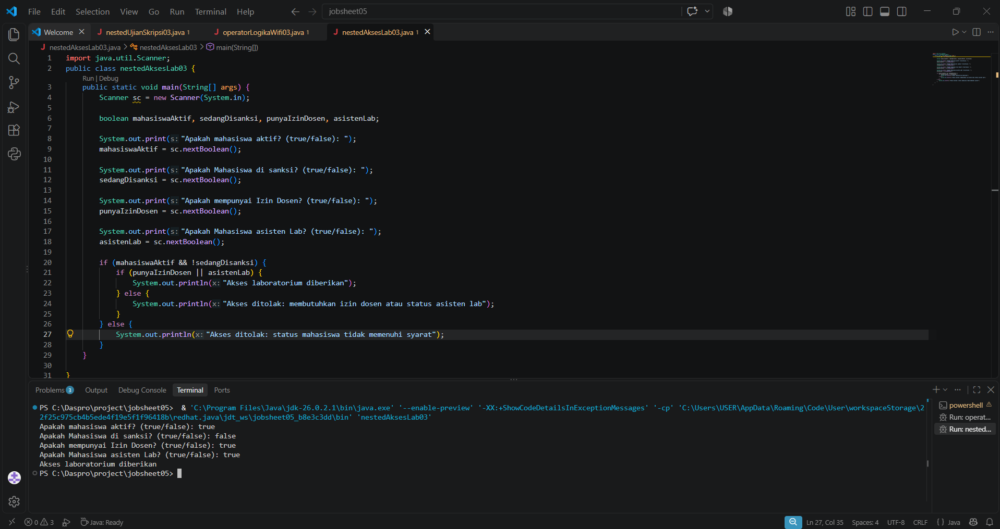 File Edit Selection View Go Run Terminal Help
jobsheet05
Welcome
nestedUjianSkripsi03.java 1
operatorLogikaWifi03.java 1
nestedAksesLab03.java 1
nestedAksesLab03.java > nestedAksesLab03 > main(String[])
1 import java.util.Scanner;
2 public class nestedAksesLab03 {
Run | Debug
3 public static void main(String[] args) {
4 Scanner sc = new Scanner(System.in);
5
6 boolean mahasiswaAktif, sedangDisanksi, punyaIzinDosen, asistenLab;
7
8 System.out.print(s: "Apakah mahasiswa aktif? (true/false): ");
9 mahasiswaAktif = sc.nextBoolean();
10
11 System.out.print(s: "Apakah Mahasiswa di sanksi? (true/false): ");
12 sedangDisanksi = sc.nextBoolean();
13
14 System.out.print(s: "Apakah mempunyai Izin Dosen? (true/false): ");
15 punyaIzinDosen = sc.nextBoolean();
16
17 System.out.print(s: "Apakah Mahasiswa asisten Lab? (true/false): ");
18 asistenLab = sc.nextBoolean();
19
20 if (mahasiswaAktif && !sedangDisanksi) {
21 if (punyaIzinDosen || asistenLab) {
22 System.out.println(x: "Akses laboratorium diberikan");
23 } else {
24 System.out.println(x: "Akses ditolak: membutuhkan izin dosen atau status asisten lab");
25 }
26 } else {
27 System.out.println(x: "Akses ditolak: status mahasiswa tidak memenuhi syarat");
28 }
29 }
30
31 }
Problems 3 Output Debug Console Terminal Ports
PS C:\Daspro\project\jobsheet05>  & 'C:\Program Files\Java\jdk-26.0.2.1\bin\java.exe' '--enable-preview' '-XX:+ShowCodeDetailsInExceptionMessages' '-cp' 'C:\Users\USER\AppData\Roaming\Code\User\workspaceStorage\2
2f25c975cb4b5ede4f19e5f1f96418b\redhat.java\jdt_ws\jobsheet05_b8e3c3dd\bin' 'nestedAksesLab03'
Apakah mahasiswa aktif? (true/false): true
Apakah Mahasiswa di sanksi? (true/false): false
Apakah mempunyai Izin Dosen? (true/false): true
Apakah Mahasiswa asisten Lab? (true/false): true
Akses laboratorium diberikan
PS C:\Daspro\project\jobsheet05>
powershell
Run: operat...
Run: nested...
0 3 Java: Ready
Ln 27, Col 35 Spaces: 4 UTF-8 CRLF {} Java